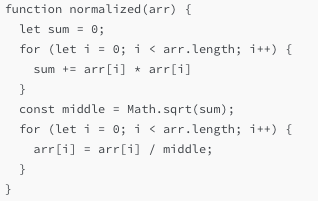 function normalized(arr) {
  let sum = 0;
  for (let i = 0; i < arr.length; i++) {
    sum += arr[i] * arr[i]
  }
  const middle = Math.sqrt(sum);
  for (let i = 0; i < arr.length; i++) {
    arr[i] = arr[i] / middle;
  }
}